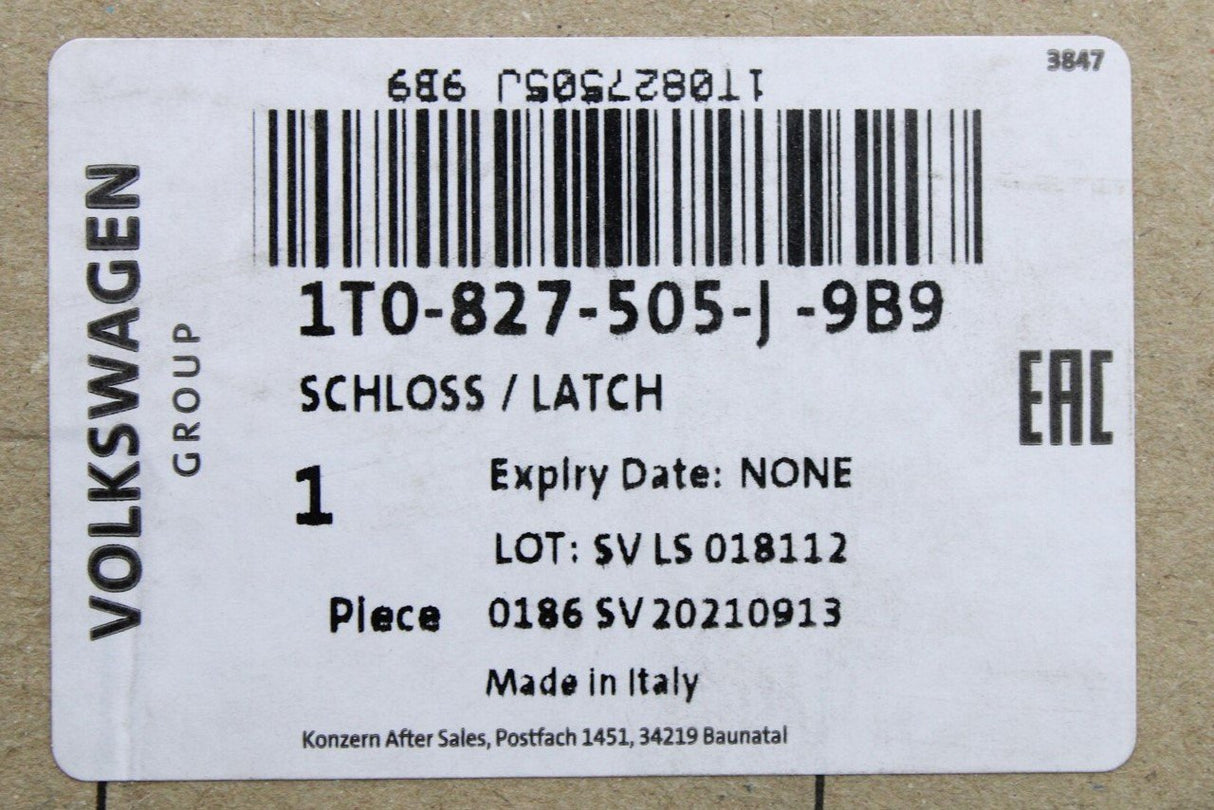 3847
1T0827505J 9B9
VOLKSWAGEN
GROUP
1T0-827-505-J -9B9
SCHLOSS / LATCH
EAC
1
Expiry Date: NONE
LOT: SV LS 018112
Piece 0186 SV 20210913
Made in Italy
Konzern After Sales, Postfach 1451, 34219 Baunatal